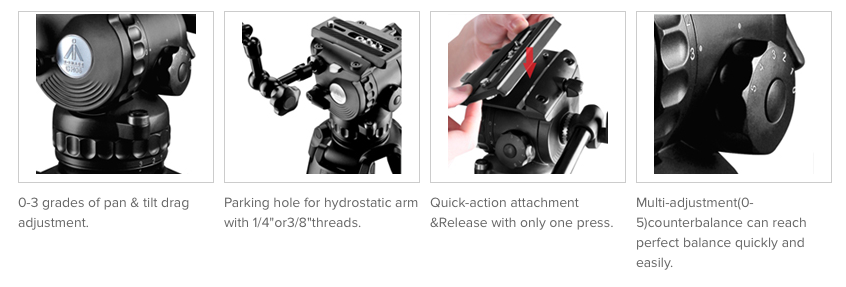 0-3 grades of pan & tilt drag
adjustment.
Parking hole for hydrostatic arm
with 1/4"or3/8"threads.
Quick-action attachment
&Release with only one press.
Multi-adjustment(0-
5)counterbalance can reach
perfect balance quickly and
easily.